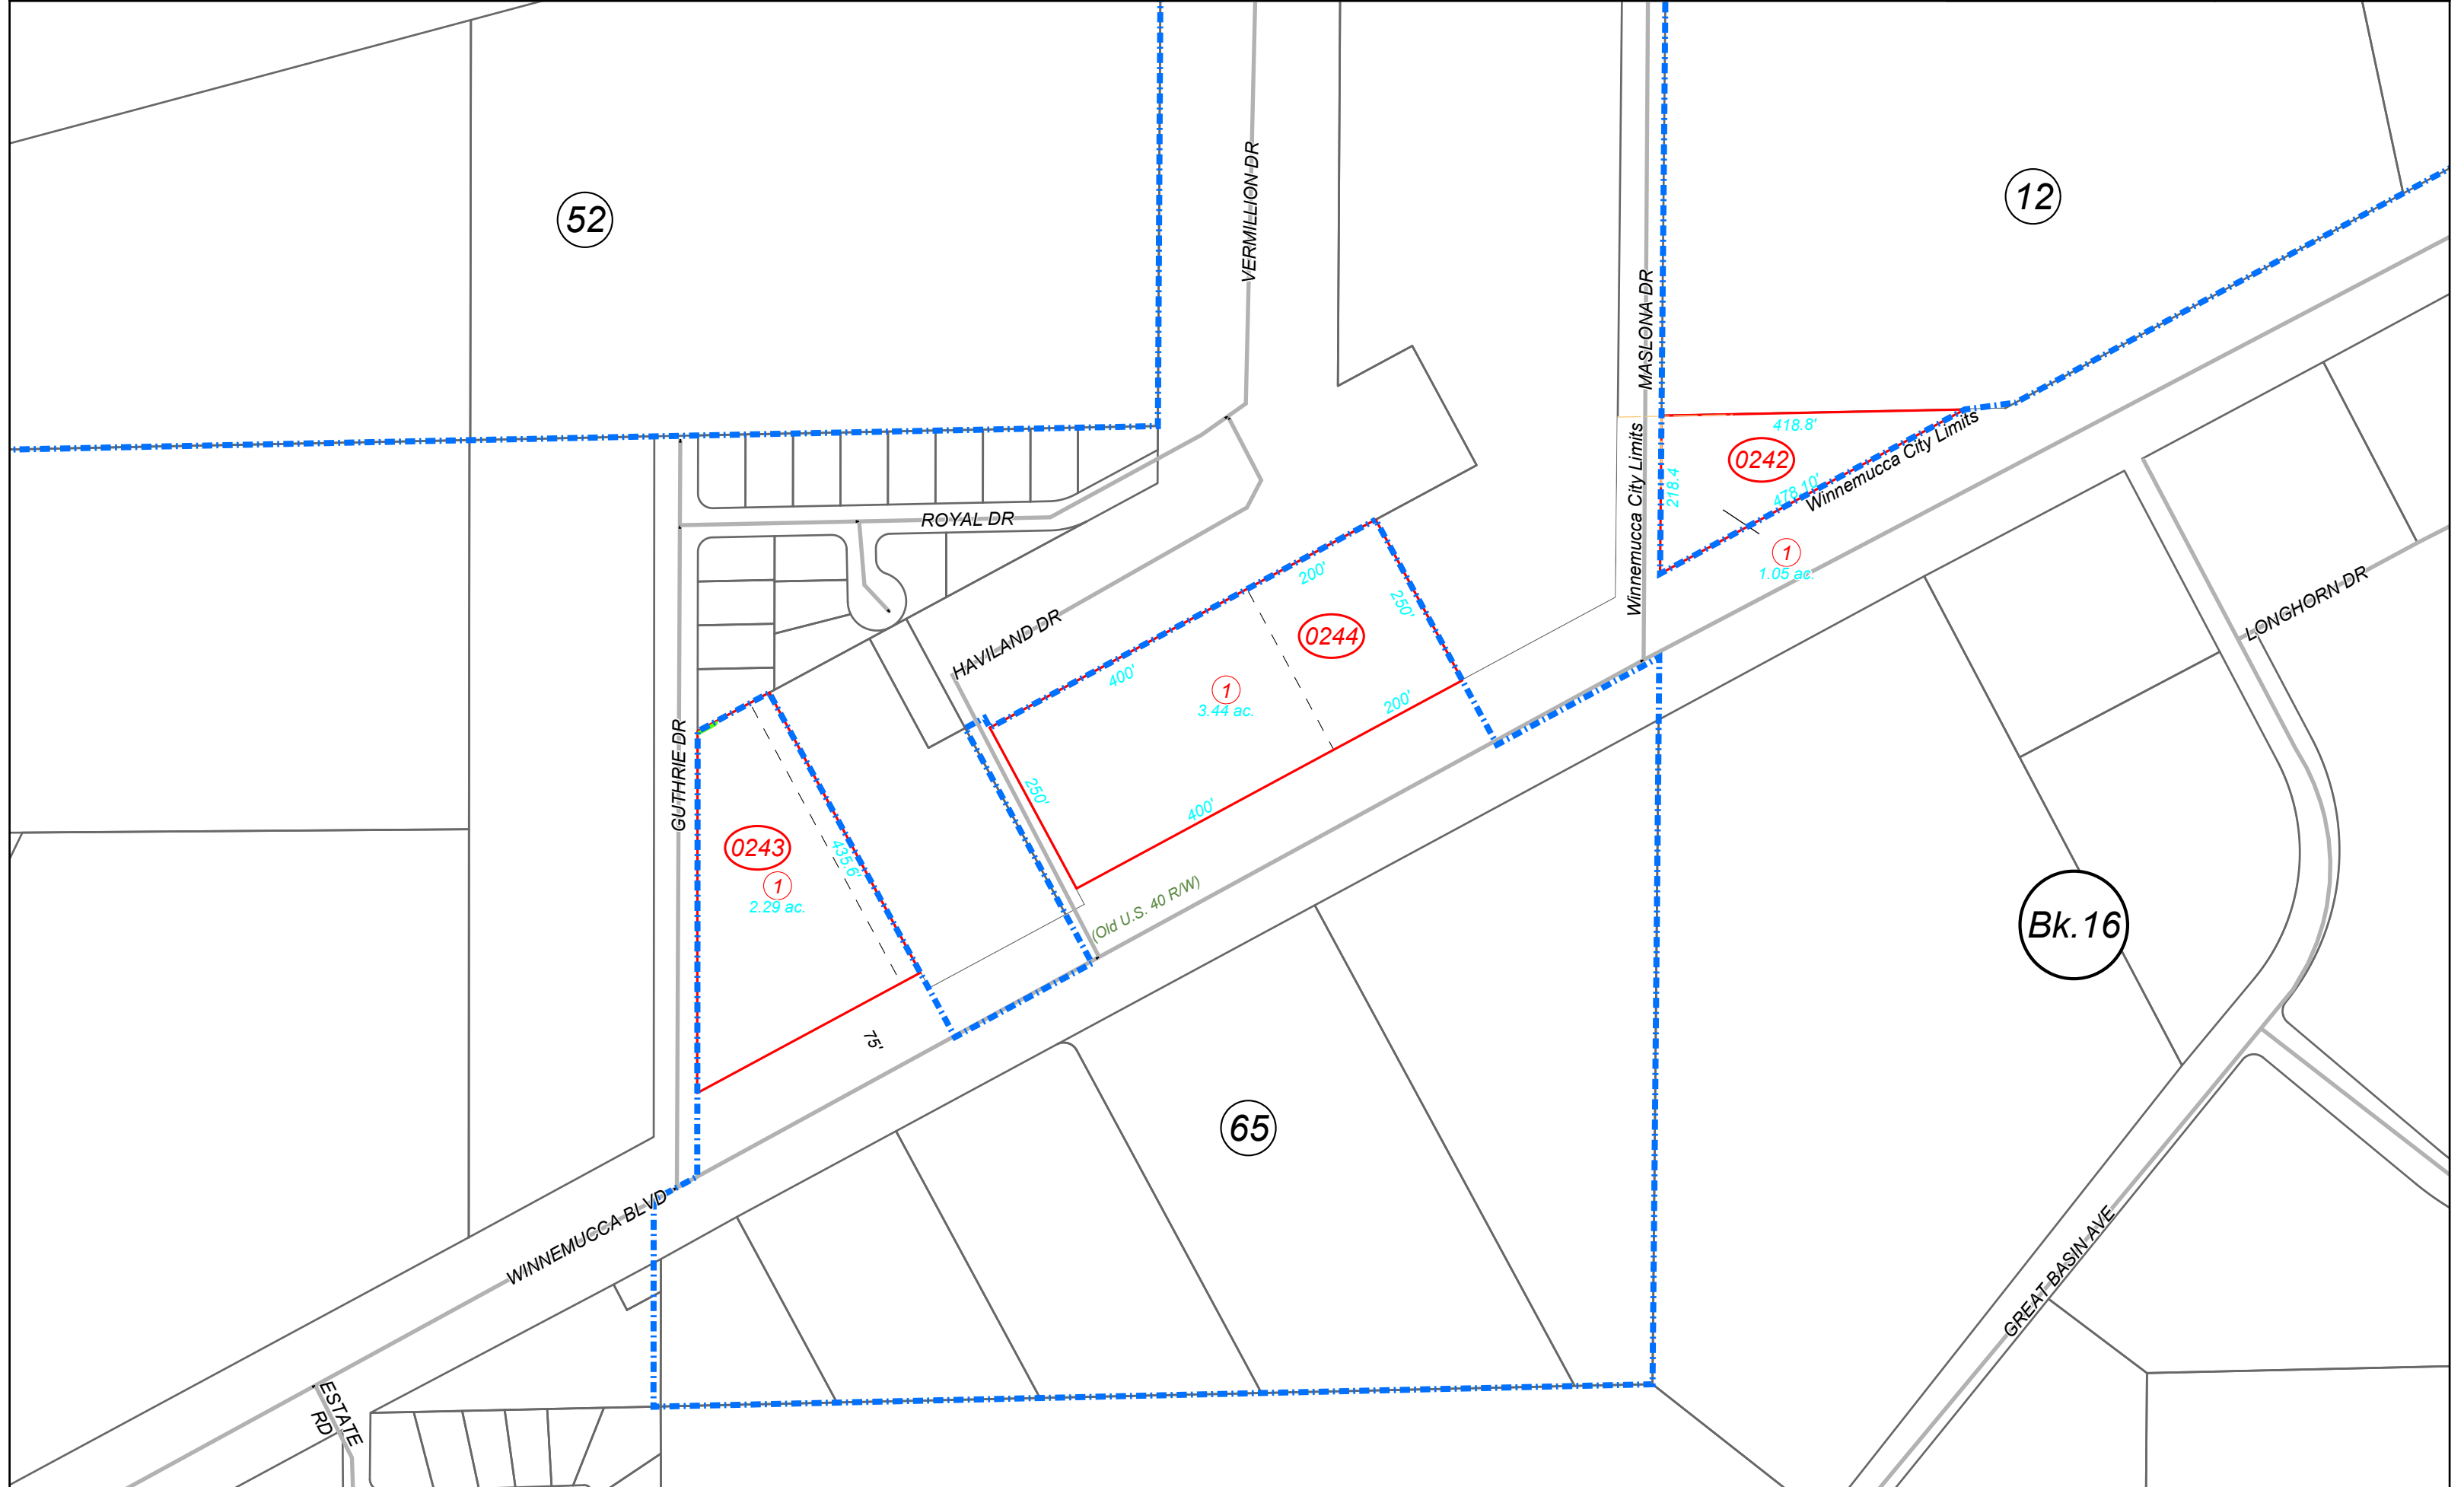 52
12
VERMILLION DR
MASLONA DR
418.8'
0242
218.4
478.10'
Winnemucca City Limits
Winnemucca City Limits
1
1.05 ac.
ROYAL DR
HAVILAND DR
200'
250'
0244
400'
1
3.44 ac.
200'
250'
400'
LONGHORN DR
GUTHRIE DR
0243
1
2.29 ac.
435.6'
(Old U.S. 40 R/W)
75'
Bk.16
65
WINNEMUCCA BLVD
GREAT BASIN AVE
ESTATE
RD